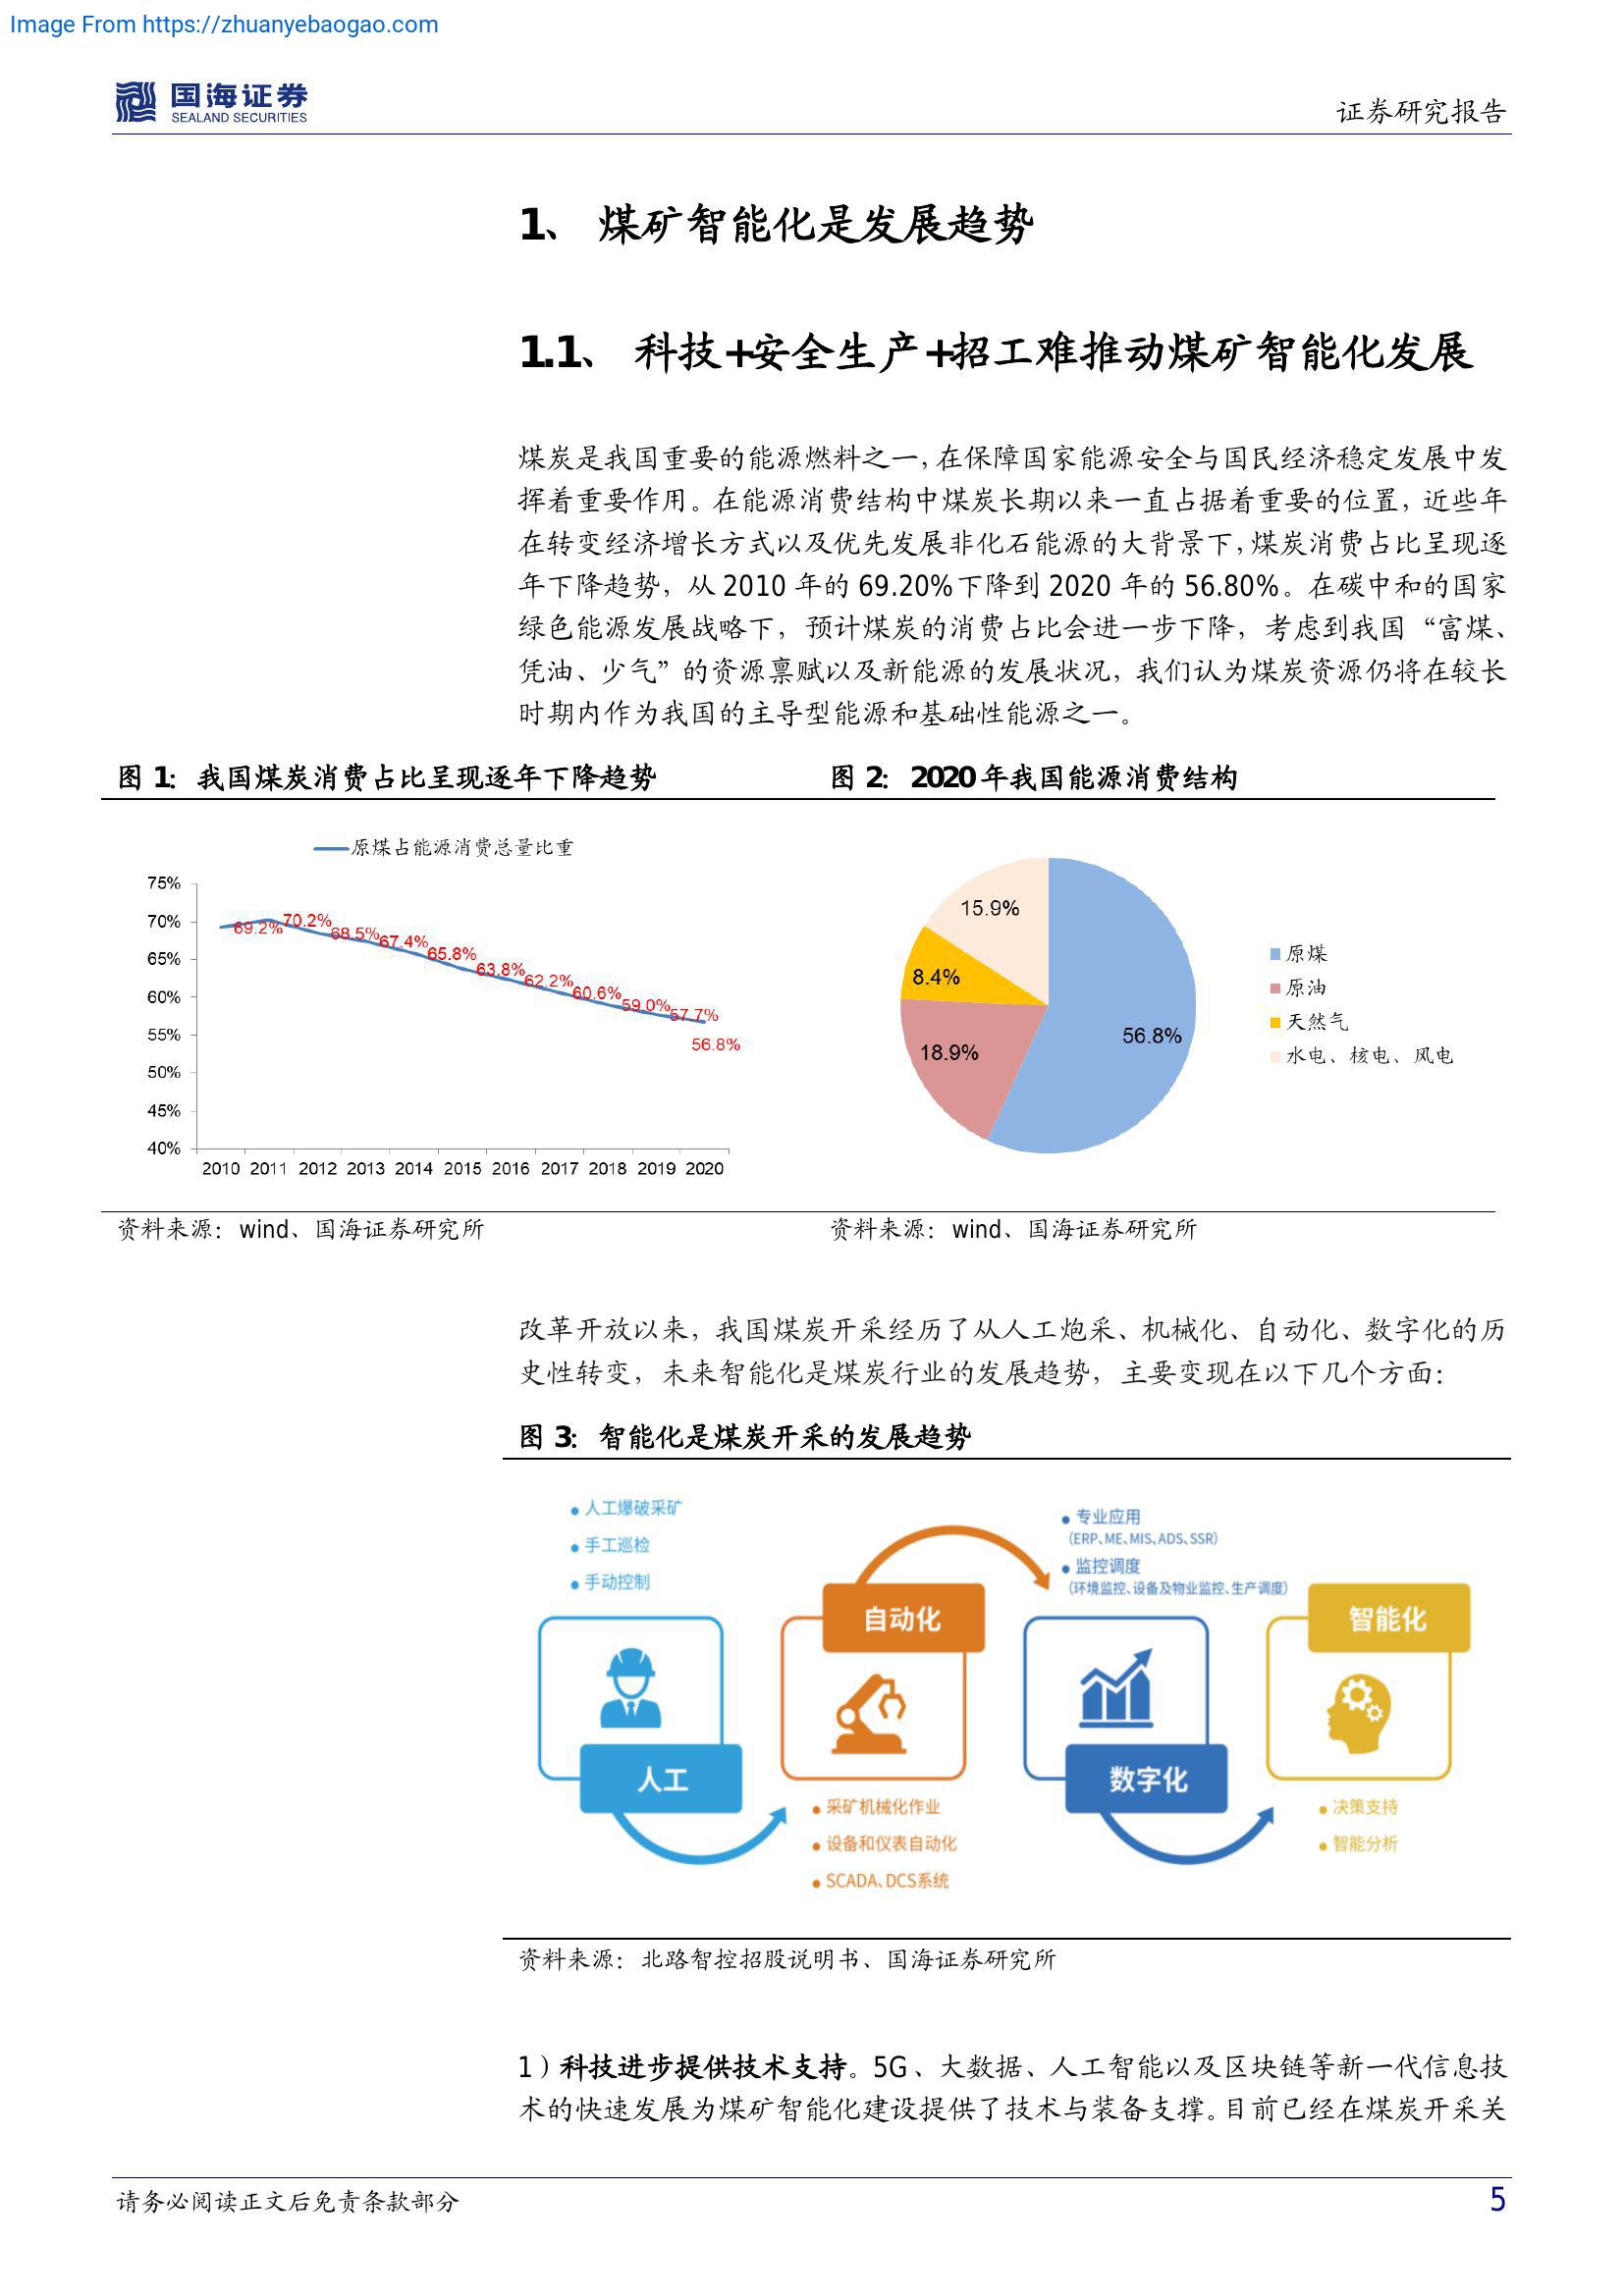 Image From https://zhuanyebaogao.com
国海证券
SEALAND SECURITIES
证券研究报告
1、 煤矿智能化是发展趋势
1.1、 科技+安全生产+招工难推动煤矿智能化发展
煤炭是我国重要的能源燃料之一，在保障国家能源安全与国民经济稳定发展中发
挥着重要作用。在能源消费结构中煤炭长期以来一直占据着重要的位置，近些年
在转变经济增长方式以及优先发展非化石能源的大背景下，煤炭消费占比呈现逐
年下降趋势，从 2010 年的 69.20%下降到 2020 年的 56.80%。在碳中和的国家
绿色能源发展战略下，预计煤炭的消费占比会进一步下降，考虑到我国“富煤、
凭油、少气”的资源禀赋以及新能源的发展状况，我们认为煤炭资源仍将在较长
时期内作为我国的主导型能源和基础性能源之一。
图 1：我国煤炭消费占比呈现逐年下降趋势
图 2：2020 年我国能源消费结构
原煤占能源消费总量比重
75%
70%
65%
60%
55%
50%
45%
40%
69.2%
70.2%
68.5%
67.4%
65.8%
63.8%
62.2%
60.6%
59.0%
57.7%
56.8%
2010 2011 2012 2013 2014 2015 2016 2017 2018 2019 2020
15.9%
8.4%
18.9%
56.8%
原煤
原油
天然气
水电、核电、风电
资料来源：wind、国海证券研究所
资料来源：wind、国海证券研究所
改革开放以来，我国煤炭开采经历了从人工炮采、机械化、自动化、数字化的历
史性转变，未来智能化是煤炭行业的发展趋势，主要变现在以下几个方面：
图 3：智能化是煤炭开采的发展趋势
● 人工爆破采矿
● 手工巡检
● 手动控制
人工
自动化
● 采矿机械化作业
● 设备和仪表自动化
● SCADA、DCS系统
● 专业应用
（ERP、ME、MIS、ADS、SSR）
● 监控调度
（环境监控、设备及物业监控、生产调度）
数字化
智能化
● 决策支持
● 智能分析
资料来源：北路智控招股说明书、国海证券研究所
1）科技进步提供技术支持。5G、大数据、人工智能以及区块链等新一代信息技
术的快速发展为煤矿智能化建设提供了技术与装备支撑。目前已经在煤炭开采关
请务必阅读正文后免责条款部分
5